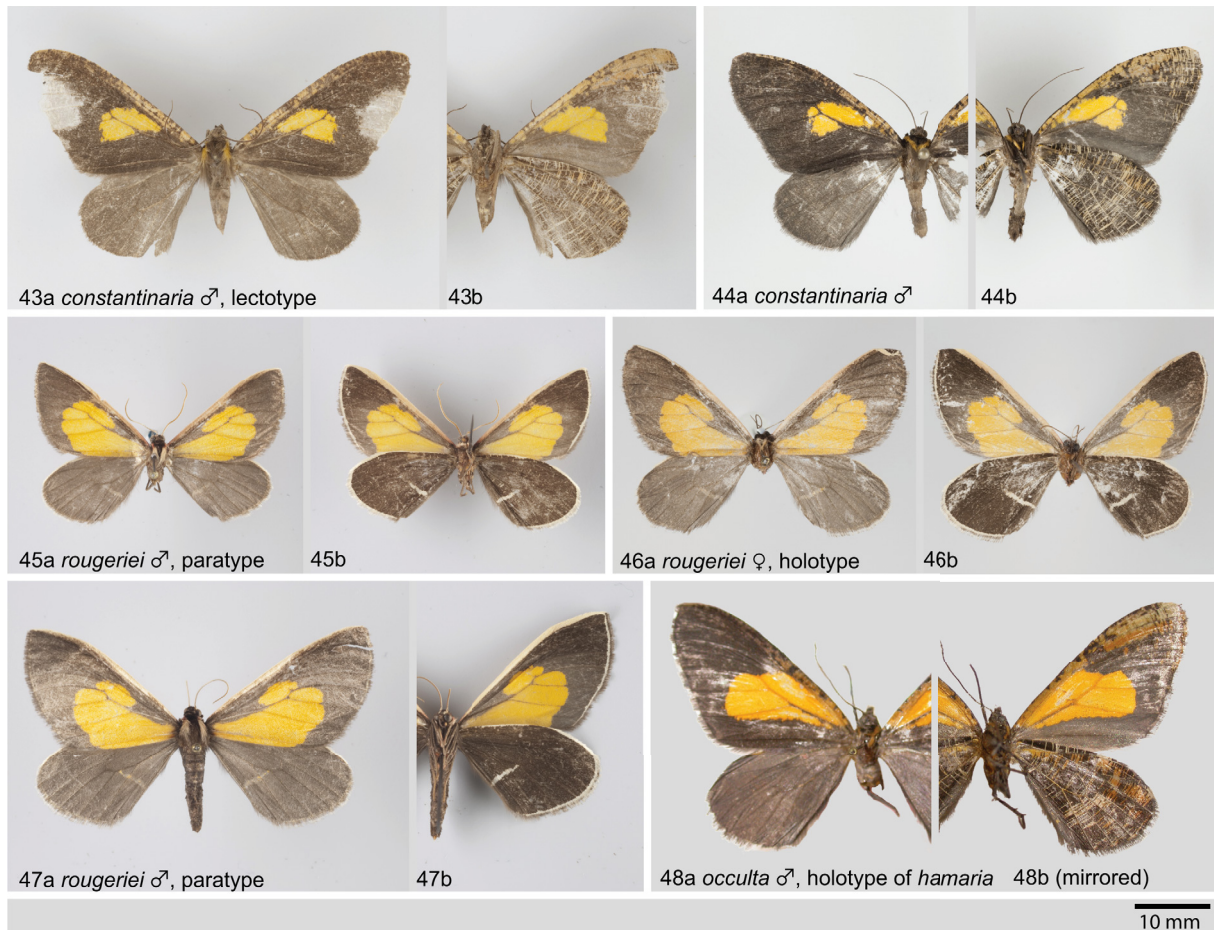 43a constantinaria ♂, lectotype
43b
44a constantinaria ♂
44b
45a rougeriei ♂, paratype
45b
46a rougeriei ♀, holotype
46b
47a rougeriei ♂, paratype
47b
48a occulta ♂, holotype of hamaria
48b (mirrored)
10 mm